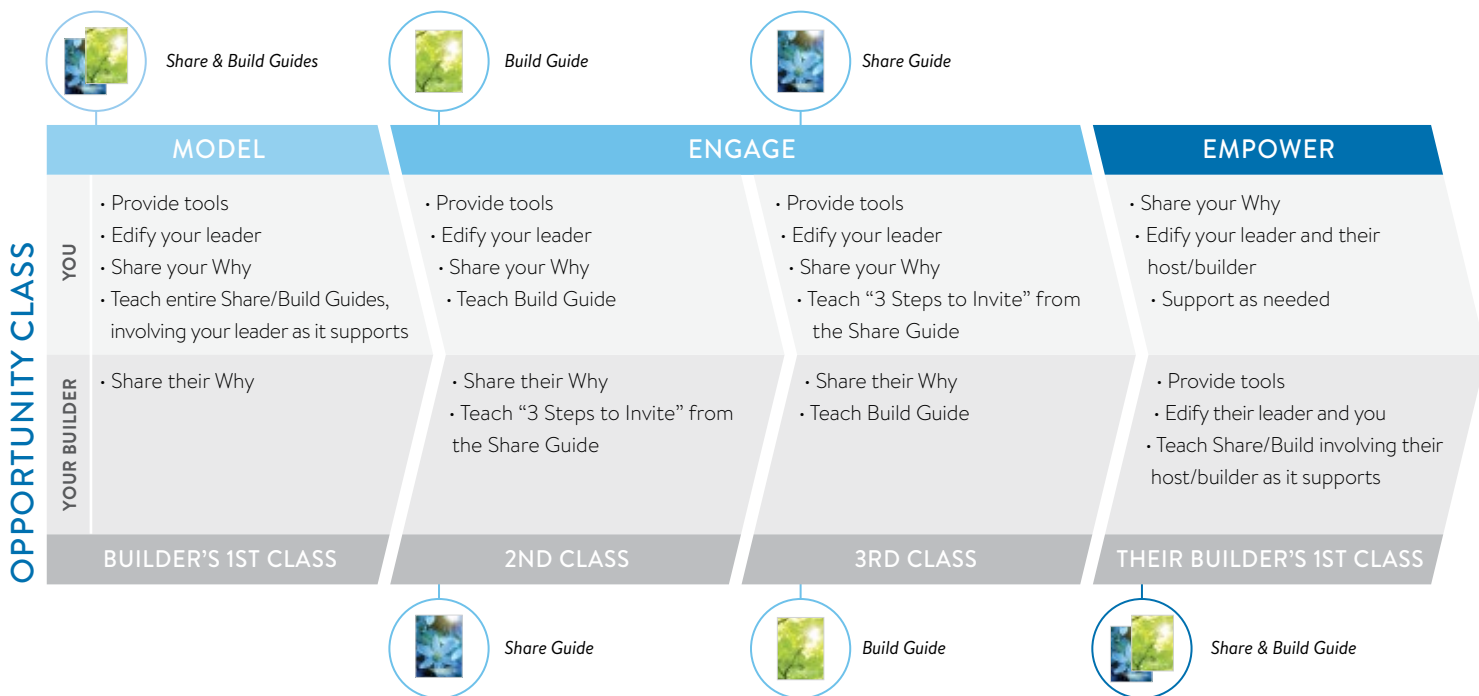 Share & Build Guides
Build Guide
Share Guide
MODEL
ENGAGE
EMPOWER
OPPORTUNITY CLASS
YOU
· Provide tools
· Edify your leader
· Share your Why
· Teach entire Share/Build Guides,
involving your leader as it supports
· Provide tools
· Edify your leader
· Share your Why
· Teach Build Guide
· Provide tools
· Edify your leader
· Share your Why
· Teach “3 Steps to Invite” from
the Share Guide
· Share your Why
· Edify your leader and their
host/builder
· Support as needed
YOUR BUILDER
· Share their Why
· Share their Why
· Teach “3 Steps to Invite” from
the Share Guide
· Share their Why
· Teach Build Guide
· Provide tools
· Edify their leader and you
· Teach Share/Build involving their
host/builder as it supports
BUILDER’S 1ST CLASS
2ND CLASS
3RD CLASS
THEIR BUILDER’S 1ST CLASS
Share Guide
Build Guide
Share & Build Guide